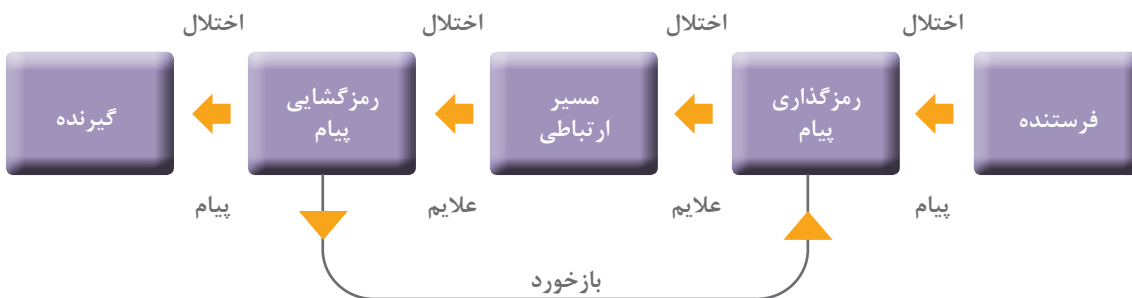 اختلال اختلال اختلال اختلال
فرستنده
رمزگذاری
پیام
مسیر
ارتباطی
رمزگشایی
پیام
گیرنده
پیام علایم علایم پیام
بازخورد